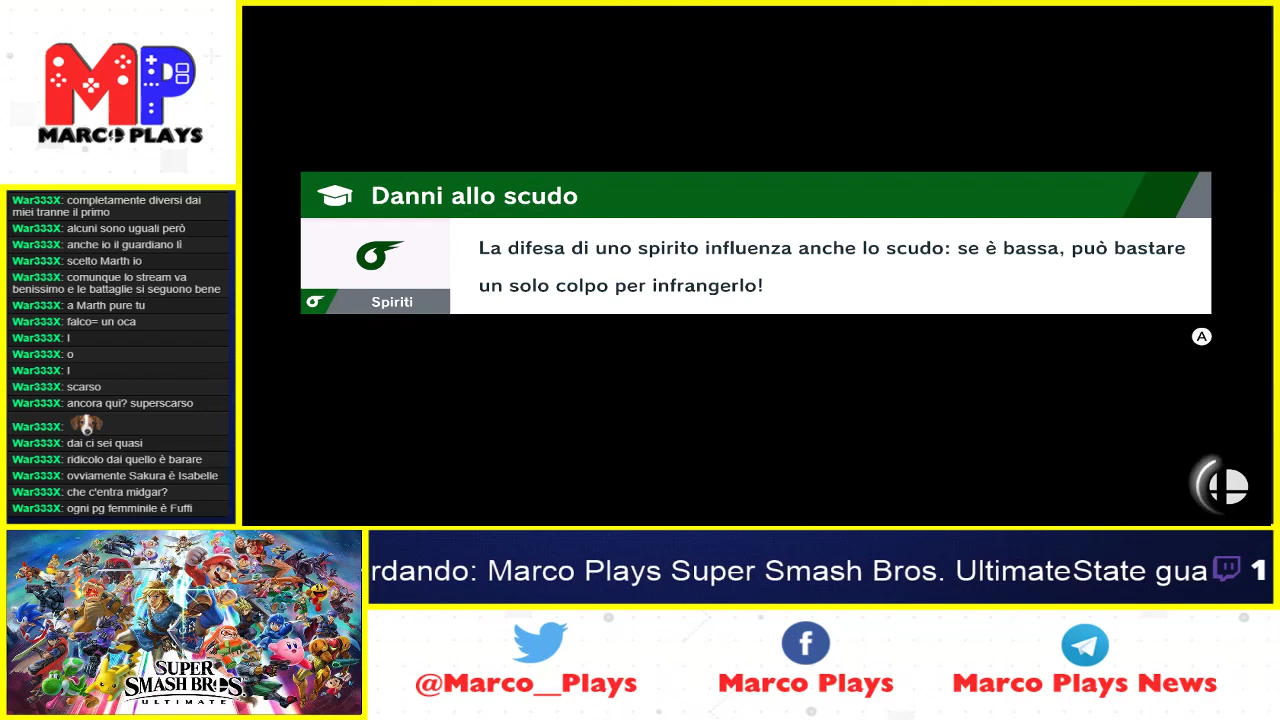 MP
MARCO PLAYS
War333X: completamente diversi dai
miei tranne il primo
War333X: alcuni sono uguali però
War333X: anche io il guardiano lì
War333X: scelto Marth io
War333X: comunque lo stream va
benissimo e le battaglie si seguono bene
War333X: a Marth pure tu
War333X: falco= un oca
War333X: l
War333X: o
War333X: l
War333X: scarso
War333X: ancora qui? superscarso
War333X:
War333X: dai ci sei quasi
War333X: ridicolo dai quello è barare
War333X: ovviamente Sakura è Isabelle
War333X: che c'entra midgar?
War333X: ogni pg femminile è Fuffi
Danni allo scudo
La difesa di uno spirito influenza anche lo scudo: se è bassa, può bastare
un solo colpo per infrangerlo!
Spiriti
A
SUPER
SMASH BROS.
ULTIMATE
rdando: Marco Plays Super Smash Bros. UltimateState gua 1
@Marco__Plays
Marco Plays
Marco Plays News